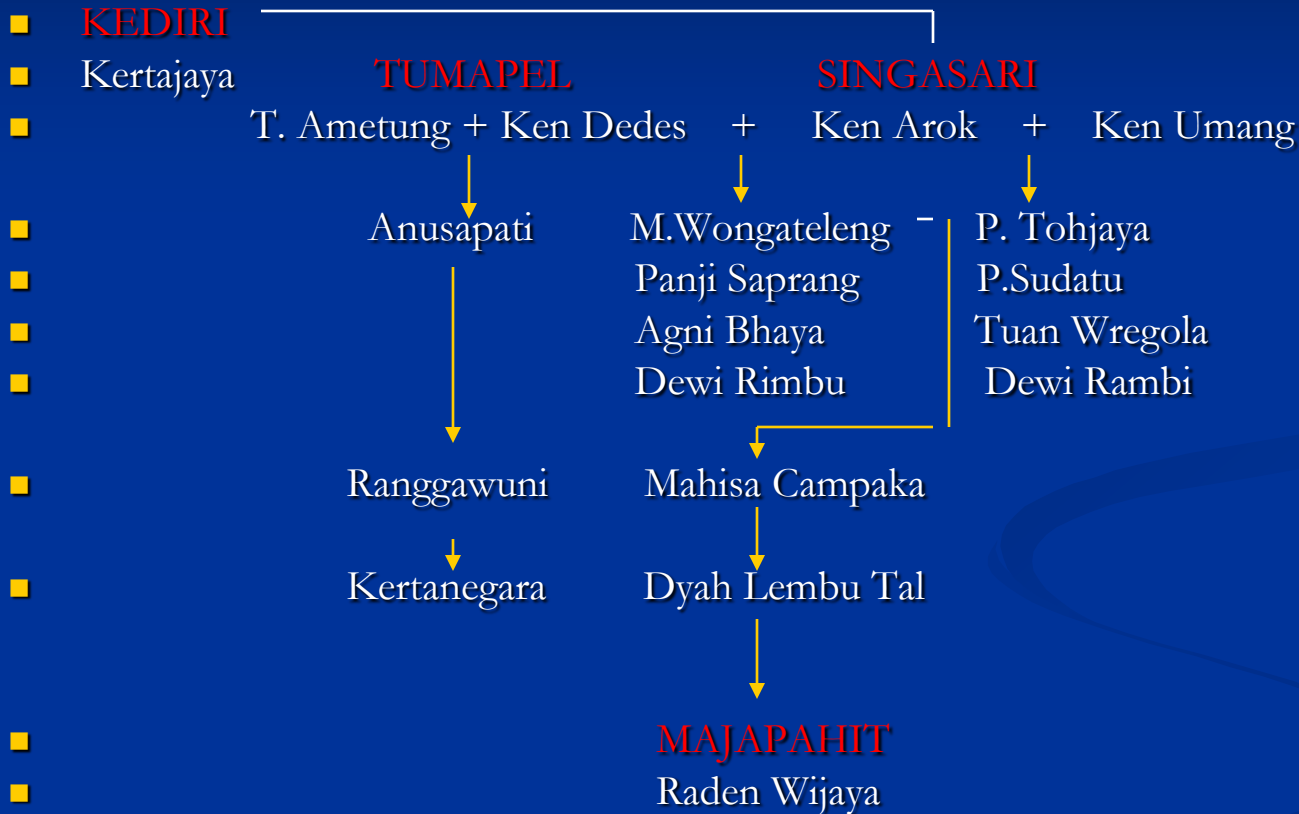 KEDIRI
Kertajaya TUMAPEL SINGASARI
T. Ametung + Ken Dedes + Ken Arok + Ken Umang
Anusapati M.Wongateleng P. Tohjaya
Panji Saprang P.Sudatu
Agni Bhaya Tuan Wregola
Dewi Rimbu Dewi Rambi
Ranggawuni Mahisa Campaka
Kertanegara Dyah Lembu Tal
MAJAPAHIT
Raden Wijaya